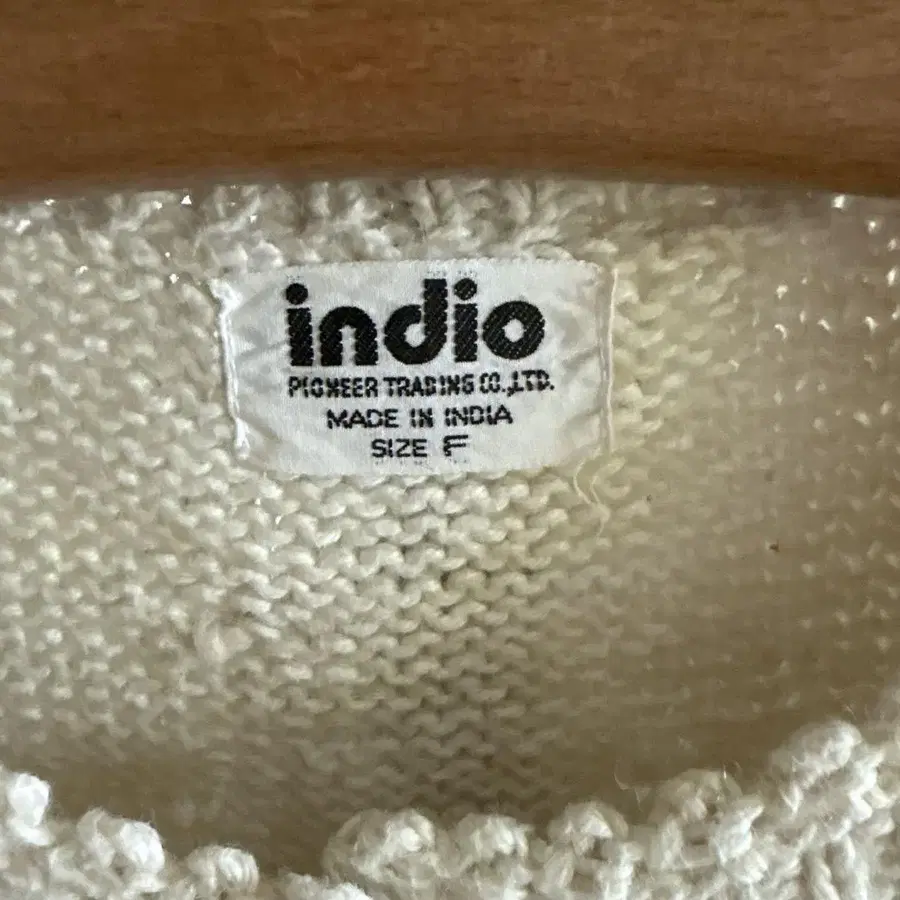 indio
PIONEER TRADING CO.,LTD.
MADE IN INDIA
SIZE F